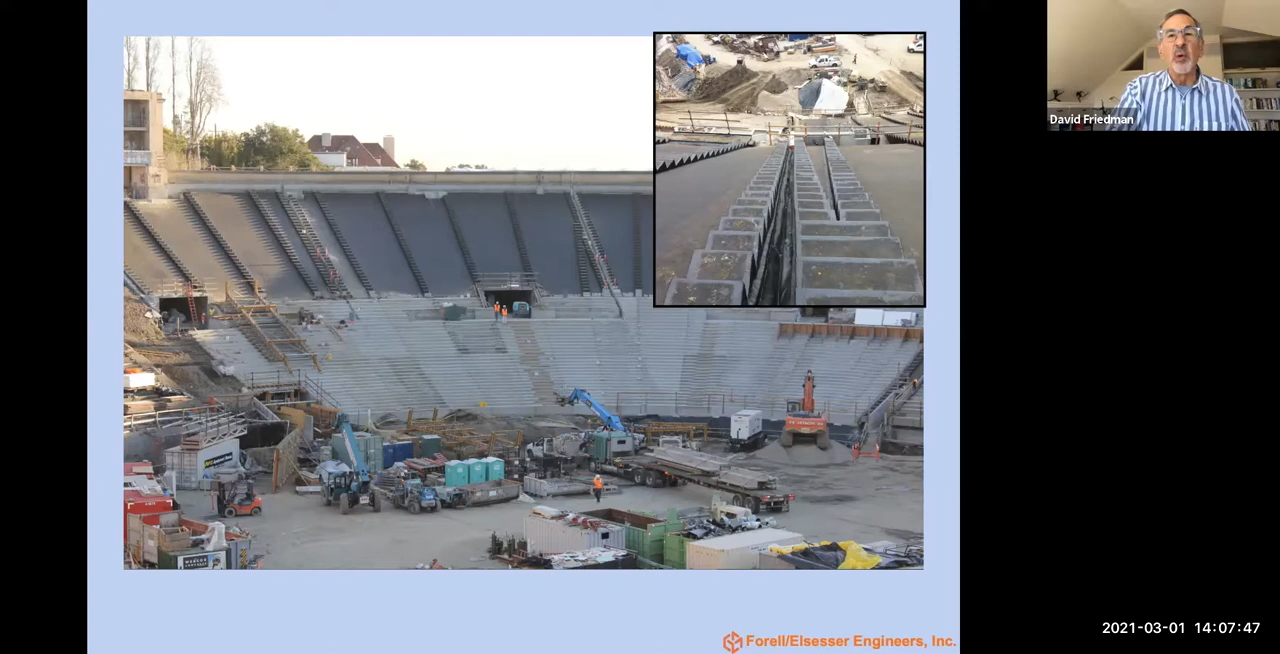 David Friedman
Forell/Elsesser Engineers, Inc.
2021-03-01 14:07:47